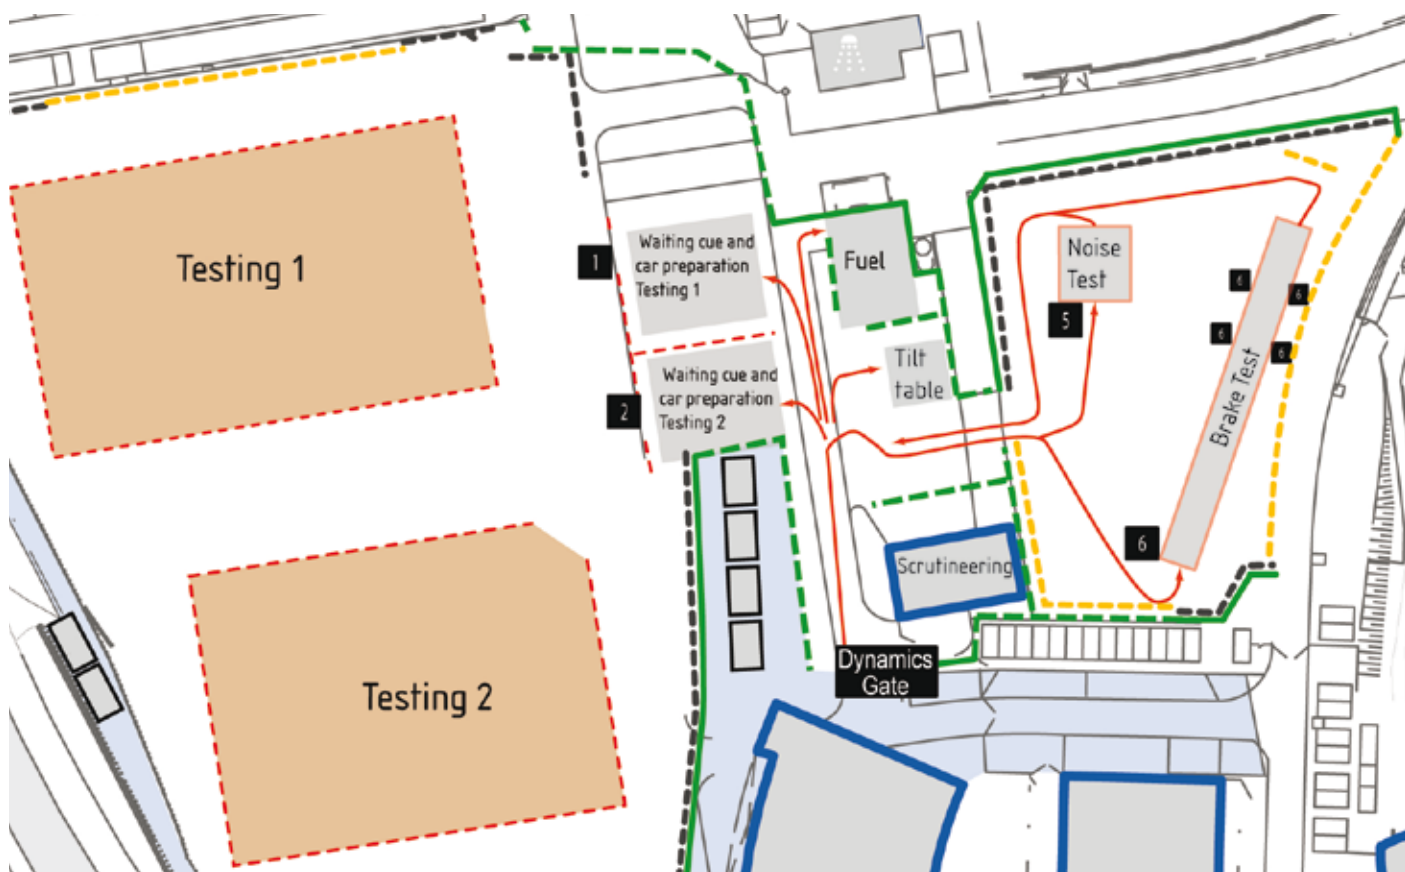 Testing 1
1
Waiting cue and
car preparation
Testing 1
Fuel
Noise
Test
5
6
6
6
6
Brake Test
Tilt
table
2
Waiting cue and
car preparation
Testing 2
6
Scrutineering
Dynamics
Gate
Testing 2